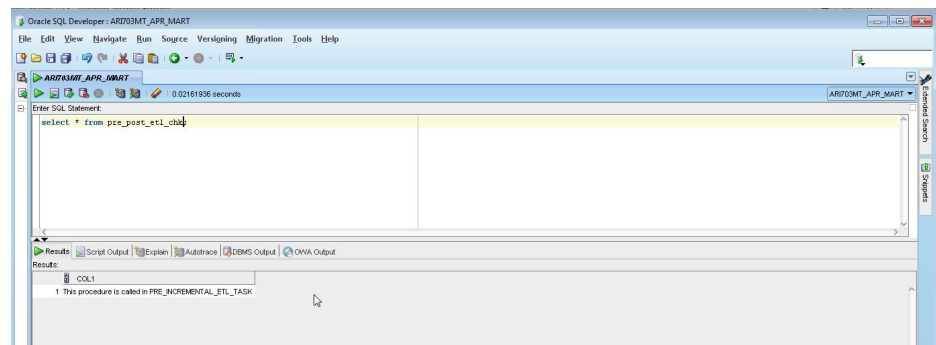 Oracle SQL Developer : ARI703MT_APR_MART
File Edit View Navigate Run Source Versioning Migration Tools Help
ARI703MT_APR_MART
0.02161936 seconds
ARI703MT_APR_MART
Enter SQL Statement:
select * from pre_post_etl_chk;
Results Script Output Explain Autotrace DBMS Output OWA Output
Results:
COL1
1 This procedure is called in PRE_INCREMENTAL_ETL_TASK
Extended Search
Snippets